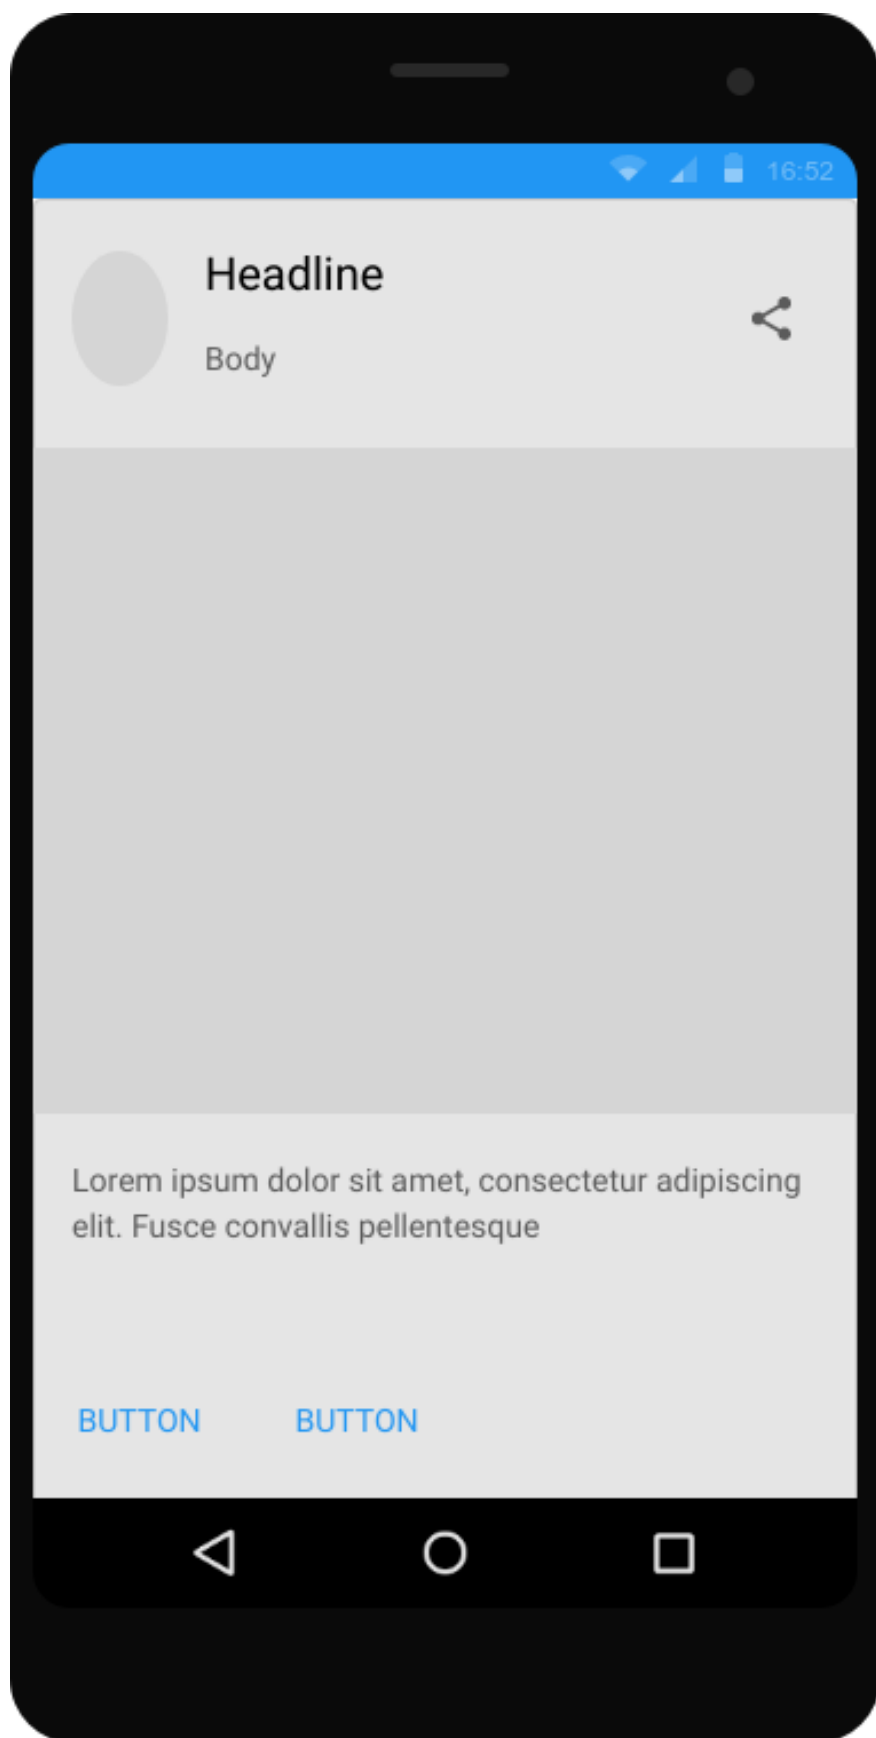 16:52
Headline
Body
Lorem ipsum dolor sit amet, consectetur adipiscing
elit. Fusce convallis pellentesque
BUTTON BUTTON